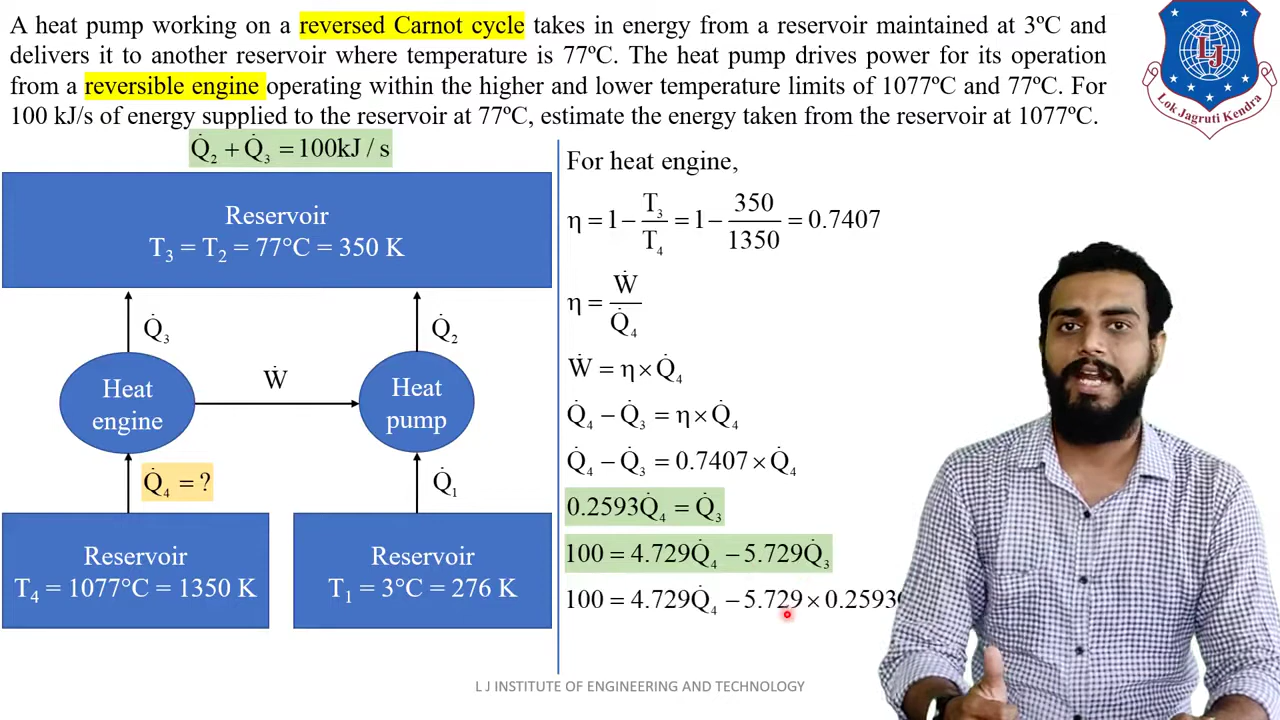 A heat pump working on a reversed Carnot cycle takes in energy from a reservoir maintained at 3ºC and
delivers it to another reservoir where temperature is 77ºC. The heat pump drives power for its operation
from a reversible engine operating within the higher and lower temperature limits of 1077ºC and 77ºC. For
100 kJ/s of energy supplied to the reservoir at 77ºC, estimate the energy taken from the reservoir at 1077ºC.
LJ
Lok Jagruti Kendra
Q̇₂ + Q̇₃ = 100kJ / s
Reservoir
T₃ = T₂ = 77°C = 350 K
Q̇₃
Q̇₂
Heat
engine
Ẇ
Heat
pump
Q̇₄ = ?
Q̇₁
Reservoir
T₄ = 1077°C = 1350 K
Reservoir
T₁ = 3°C = 276 K
For heat engine,
η = 1 − T₃/T₄ = 1 − 350/1350 = 0.7407
η = Ẇ/Q̇₄
Ẇ = η × Q̇₄
Q̇₄ − Q̇₃ = η × Q̇₄
Q̇₄ − Q̇₃ = 0.7407 × Q̇₄
0.2593Q̇₄ = Q̇₃
100 = 4.729Q̇₄ − 5.729Q̇₃
100 = 4.729Q̇₄ − 5.729 × 0.2593
L J INSTITUTE OF ENGINEERING AND TECHNOLOGY